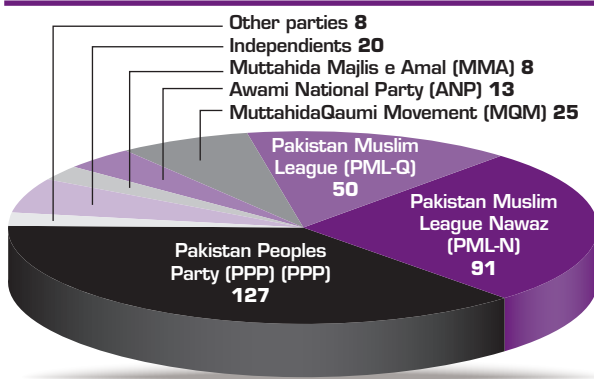 Other parties 8
Independients 20
Muttahida Majlis e Amal (MMA) 8
Awami National Party (ANP) 13
MuttahidaQaumi Movement (MQM) 25
Pakistan Muslim
League (PML-Q)
50
Pakistan Muslim
League Nawaz
(PML-N)
91
Pakistan Peoples
Party (PPP) (PPP)
127